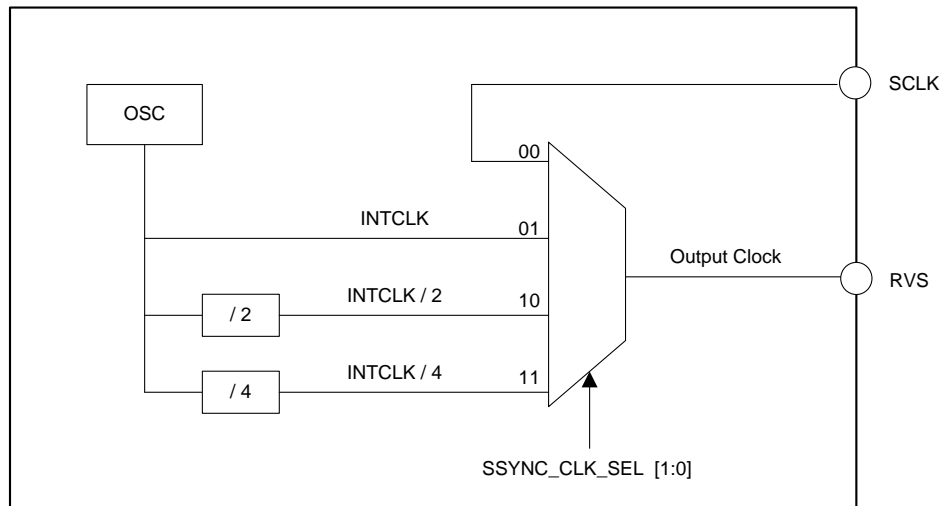 SCLK
OSC
00
INTCLK
01
Output Clock
RVS
INTCLK / 2
10
/ 2
INTCLK / 4
11
/ 4
SSYNC_CLK_SEL [1:0]